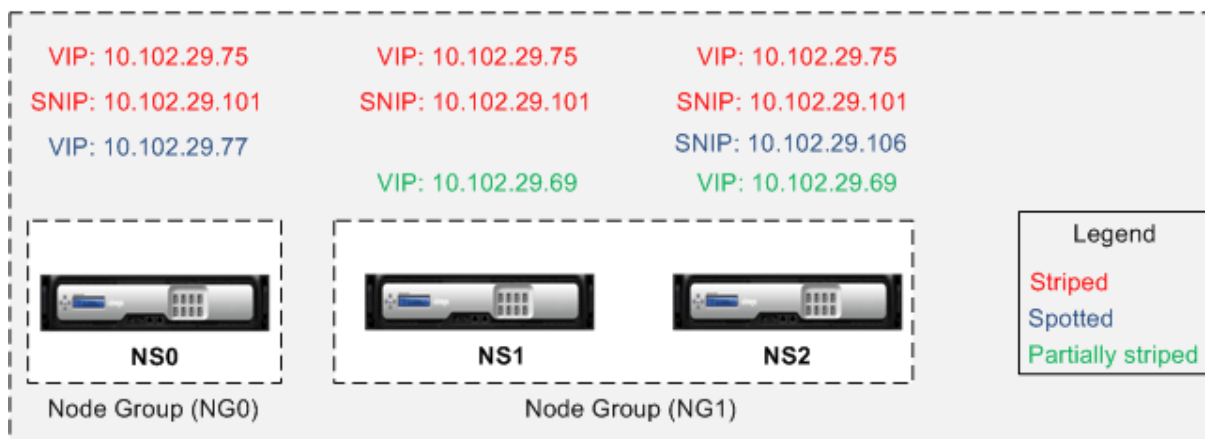 VIP: 10.102.29.75
VIP: 10.102.29.75
VIP: 10.102.29.75
SNIP: 10.102.29.101
SNIP: 10.102.29.101
SNIP: 10.102.29.101
VIP: 10.102.29.77
SNIP: 10.102.29.106
VIP: 10.102.29.69
VIP: 10.102.29.69
NS0
NS1
NS2
Node Group (NG0)
Node Group (NG1)
Legend
Striped
Spotted
Partially striped